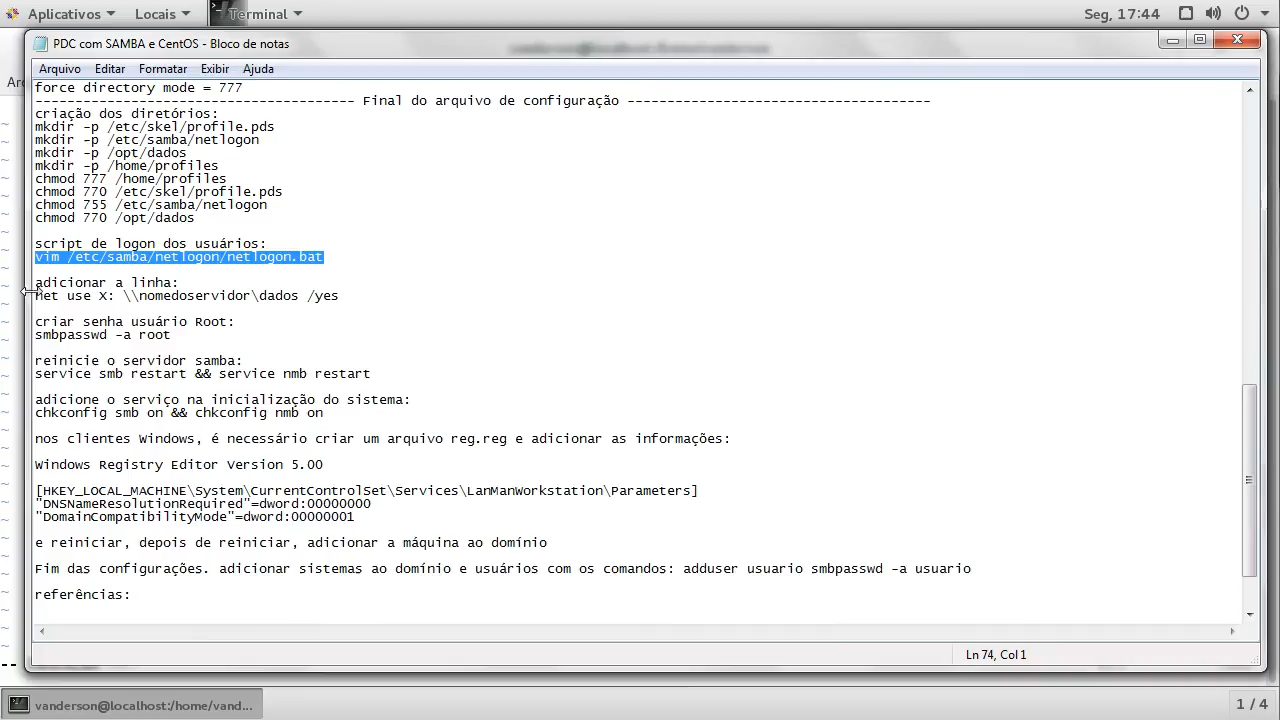 Aplicativos Locais Terminal Seg, 17:44
PDC com SAMBA e CentOS - Bloco de notas
Arquivo Editar Formatar Exibir Ajuda
force directory mode = 777
---------------------------------------- Final do arquivo de configuração --------------------------------------
criação dos diretórios:
mkdir -p /etc/skel/profile.pds
mkdir -p /etc/samba/netlogon
mkdir -p /opt/dados
mkdir -p /home/profiles
chmod 777 /home/profiles
chmod 770 /etc/skel/profile.pds
chmod 755 /etc/samba/netlogon
chmod 770 /opt/dados
script de logon dos usuários:
vim /etc/samba/netlogon/netlogon.bat
adicionar a linha:
net use X: \\nomedoservidor\dados /yes
criar senha usuário Root:
smbpasswd -a root
reinicie o servidor samba:
service smb restart && service nmb restart
adicione o serviço na inicialização do sistema:
chkconfig smb on && chkconfig nmb on
nos clientes Windows, é necessário criar um arquivo reg.reg e adicionar as informações:
Windows Registry Editor Version 5.00
[HKEY_LOCAL_MACHINE\System\CurrentControlSet\Services\LanManWorkstation\Parameters]
"DNSNameResolutionRequired"=dword:00000000
"DomainCompatibilityMode"=dword:00000001
e reiniciar, depois de reiniciar, adicionar a máquina ao domínio
Fim das configurações. adicionar sistemas ao domínio e usuários com os comandos: adduser usuario smbpasswd -a usuario
referências:
Ln 74, Col 1
vanderson@localhost:/home/vand... 1 / 4